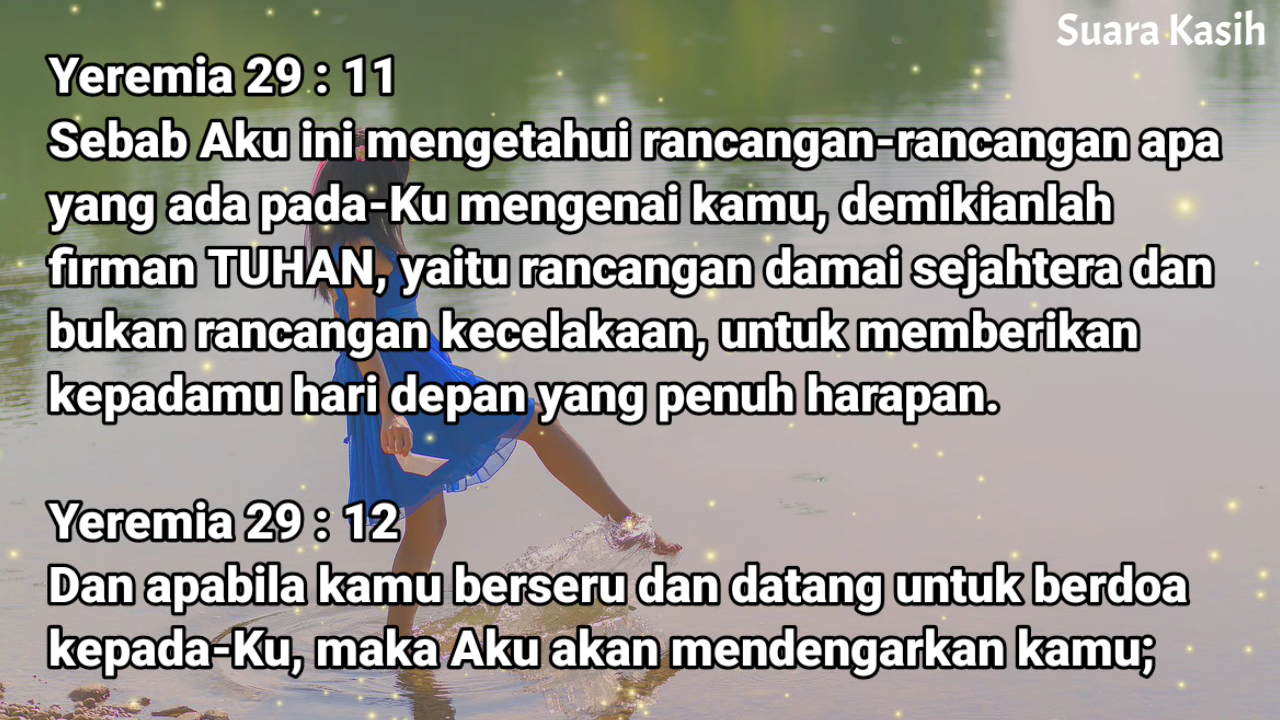 Suara Kasih
Yeremia 29 : 11
Sebab Aku ini mengetahui rancangan-rancangan apa
yang ada pada-Ku mengenai kamu, demikianlah
firman TUHAN, yaitu rancangan damai sejahtera dan
bukan rancangan kecelakaan, untuk memberikan
kepadamu hari depan yang penuh harapan.
Yeremia 29 : 12
Dan apabila kamu berseru dan datang untuk berdoa
kepada-Ku, maka Aku akan mendengarkan kamu;